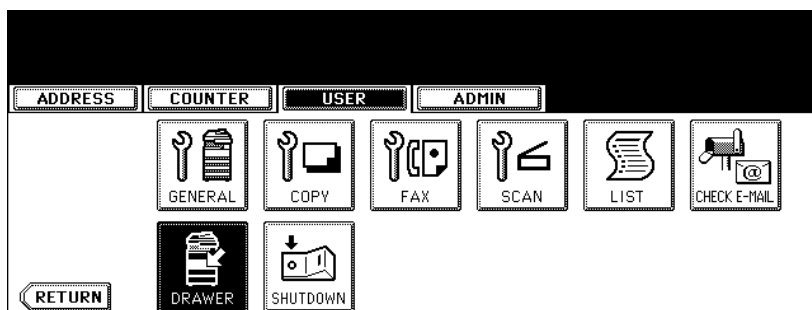 ADDRESS COUNTER USER ADMIN
GENERAL COPY FAX SCAN LIST CHECK E-MAIL
@
DRAWER SHUTDOWN
RETURN